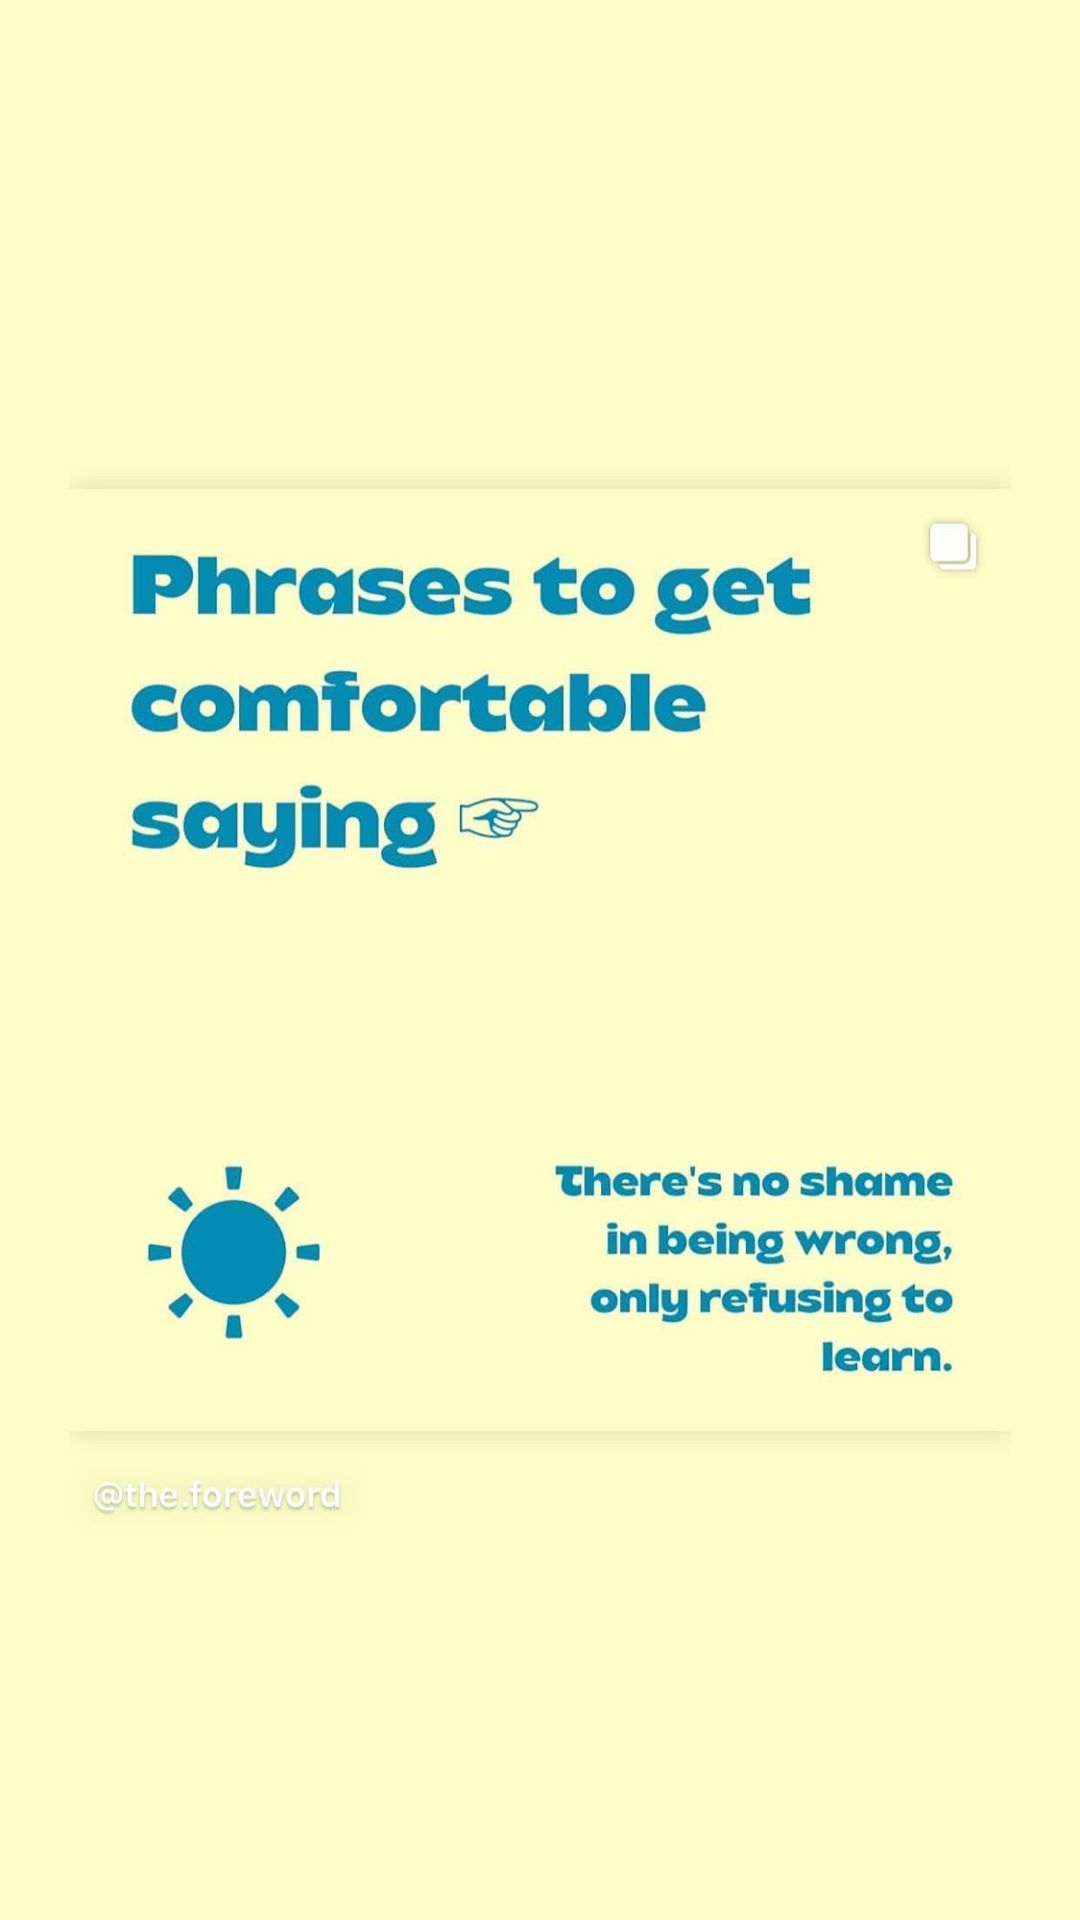 Phrases to get
comfortable
saying ☞
There's no shame
in being wrong,
only refusing to
learn.
@the.foreword